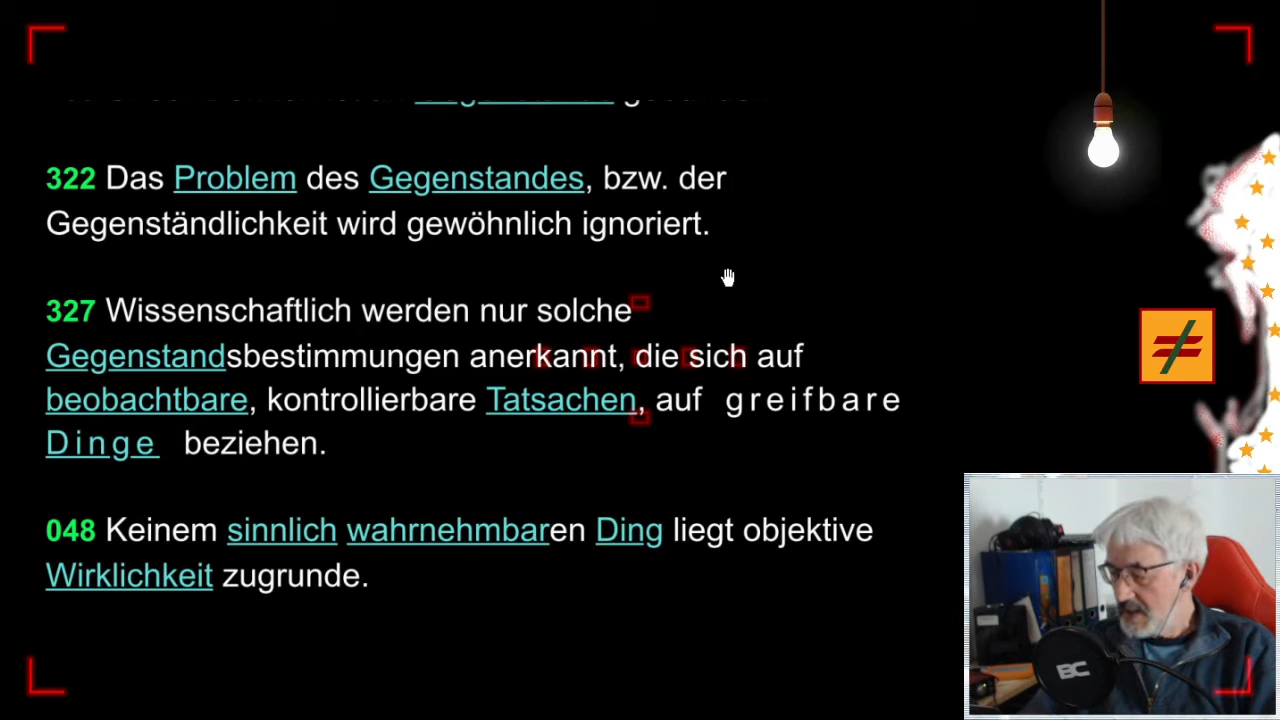 322 Das Problem des Gegenstandes, bzw. der
Gegenständlichkeit wird gewöhnlich ignoriert.
327 Wissenschaftlich werden nur solche
Gegenstandsbestimmungen anerkannt, die sich auf
beobachtbare, kontrollierbare Tatsachen, auf greifbare
Dinge beziehen.
048 Keinem sinnlich wahrnehmbaren Ding liegt objektive
Wirklichkeit zugrunde.
BC